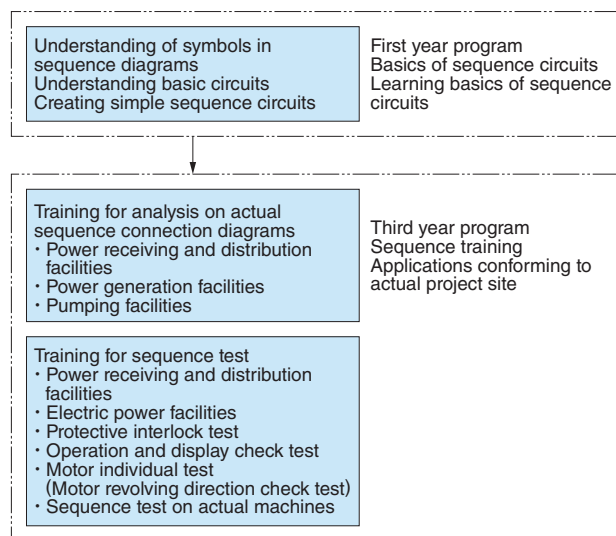 Understanding of symbols in
sequence diagrams
Understanding basic circuits
Creating simple sequence circuits
First year program
Basics of sequence circuits
Learning basics of sequence
circuits
Training for analysis on actual
sequence connection diagrams
・Power receiving and distribution
facilities
・Power generation facilities
・Pumping facilities
Third year program
Sequence training
Applications conforming to
actual project site
Training for sequence test
・Power receiving and distribution
facilities
・Electric power facilities
・Protective interlock test
・Operation and display check test
・Motor individual test
(Motor revolving direction check test)
・Sequence test on actual machines